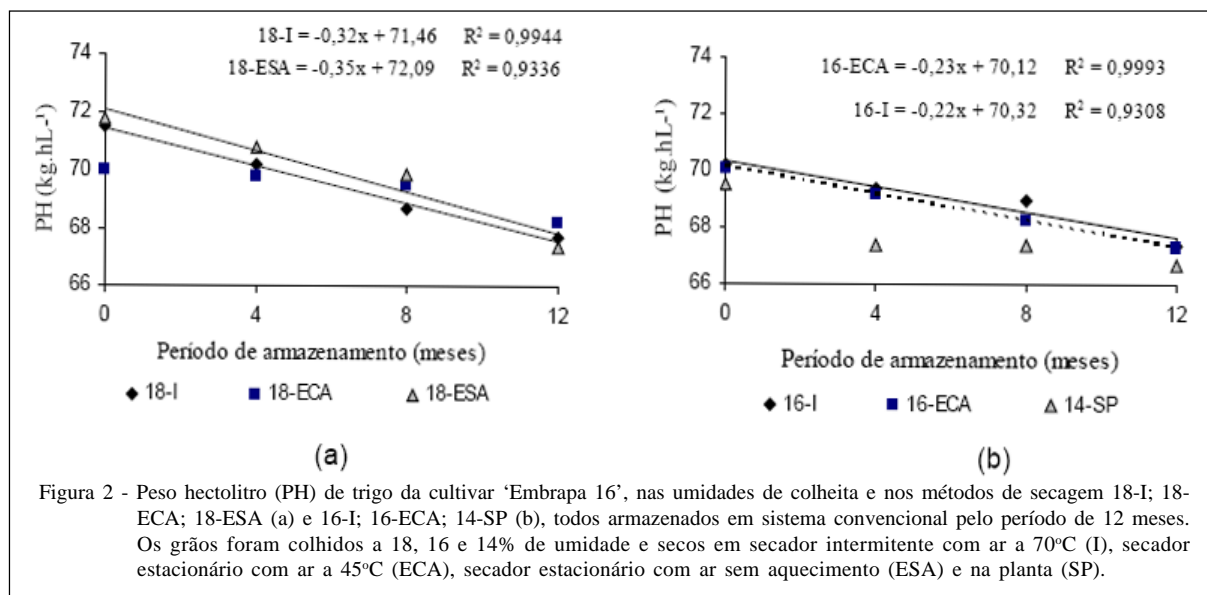 18-I = -0,32x + 71,46 R² = 0,9944
18-ESA = -0,35x + 72,09 R² = 0,9336
PH (kg.hL-¹)
74
72
70
68
66
0 4 8 12
Período de armazenamento (meses)
18-I 18-ECA 18-ESA
(a)
16-ECA = -0,23x + 70,12 R² = 0,9993
16-I = -0,22x + 70,32 R² = 0,9308
PH (kg.hL-¹)
74
72
70
68
66
0 4 8 12
Período de armazenamento (meses)
16-I 16-ECA 14-SP
(b)
Figura 2 - Peso hectolitro (PH) de trigo da cultivar ‘Embrapa 16’, nas umidades de colheita e nos métodos de secagem 18-I; 18-
ECA; 18-ESA (a) e 16-I; 16-ECA; 14-SP (b), todos armazenados em sistema convencional pelo período de 12 meses.
Os grãos foram colhidos a 18, 16 e 14% de umidade e secos em secador intermitente com ar a 70ºC (I), secador
estacionário com ar a 45ºC (ECA), secador estacionário com ar sem aquecimento (ESA) e na planta (SP).